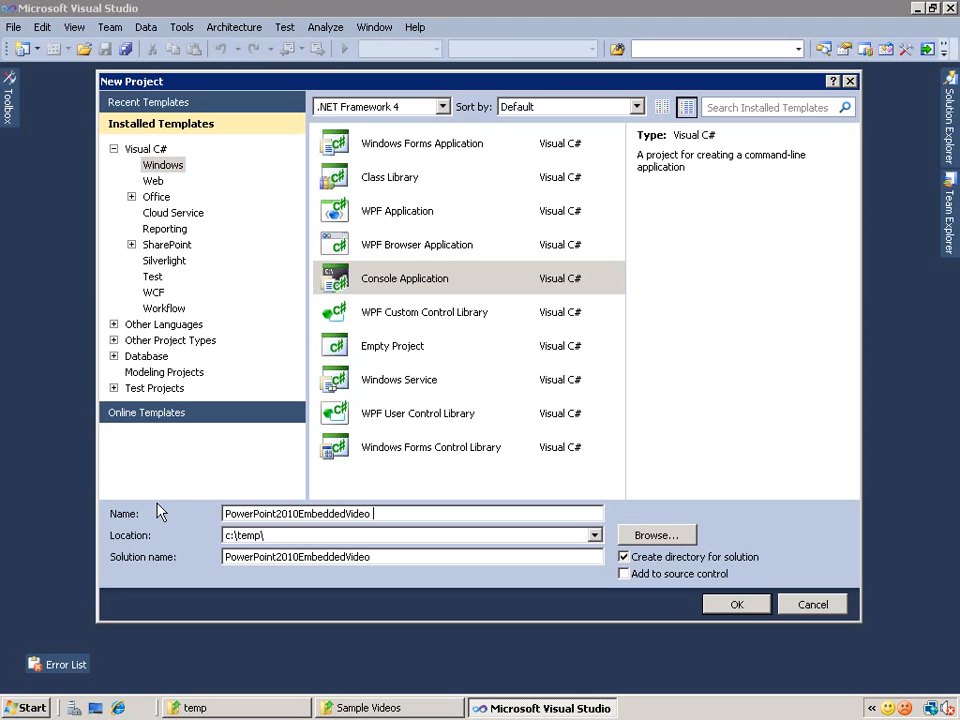 Microsoft Visual Studio
File Edit View Team Data Tools Architecture Test Analyze Window Help
Toolbox
Solution Explorer
Team Explorer
New Project
Recent Templates
Installed Templates
Visual C#
Windows
Web
Office
Cloud Service
Reporting
SharePoint
Silverlight
Test
WCF
Workflow
Other Languages
Other Project Types
Database
Modeling Projects
Test Projects
Online Templates
.NET Framework 4 Sort by: Default Search Installed Templates
Windows Forms Application Visual C#
Class Library Visual C#
WPF Application Visual C#
WPF Browser Application Visual C#
Console Application Visual C#
WPF Custom Control Library Visual C#
Empty Project Visual C#
Windows Service Visual C#
WPF User Control Library Visual C#
Windows Forms Control Library Visual C#
Type: Visual C#
A project for creating a command-line
application
Name: PowerPoint2010EmbeddedVideo
Location: c:\temp\ Browse...
Solution name: PowerPoint2010EmbeddedVideo
Create directory for solution
Add to source control
OK Cancel
Error List
Start temp Sample Videos Microsoft Visual Studio